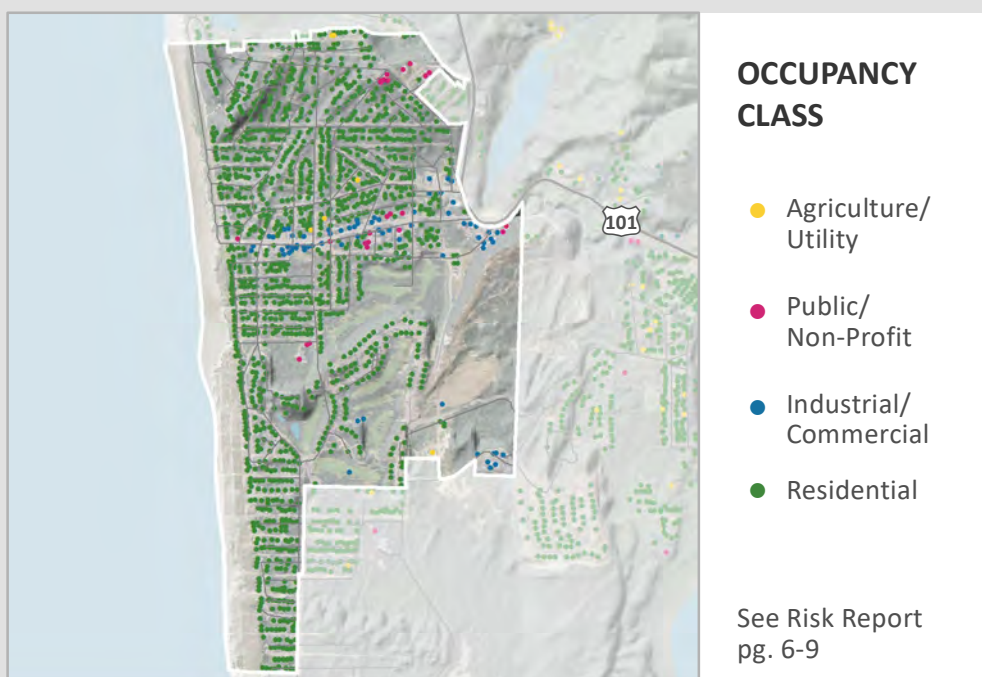 101
OCCUPANCY
CLASS
Agriculture/
Utility
Public/
Non-Profit
Industrial/
Commercial
Residential
See Risk Report
pg. 6-9